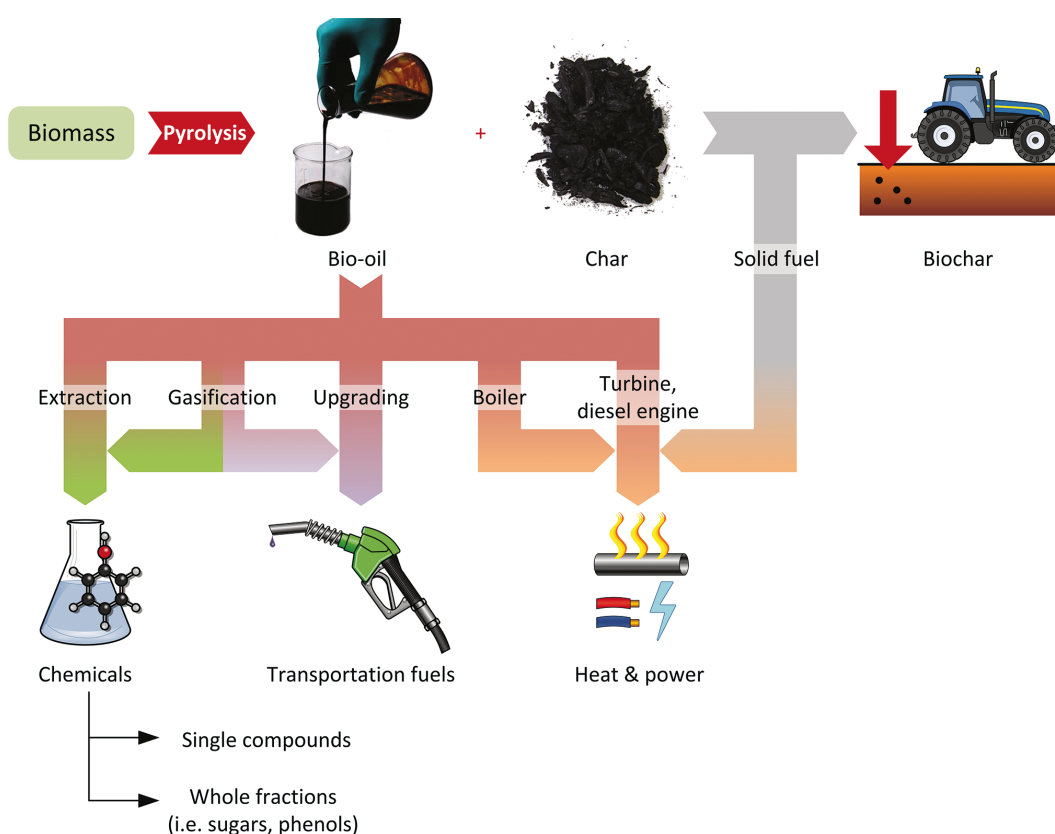 Biomass
Pyrolysis
+
Bio-oil
Char
Solid fuel
Biochar
Extraction
Gasification
Upgrading
Boiler
Turbine,
diesel engine
Chemicals
Transportation fuels
Heat & power
Single compounds
Whole fractions
(i.e. sugars, phenols)